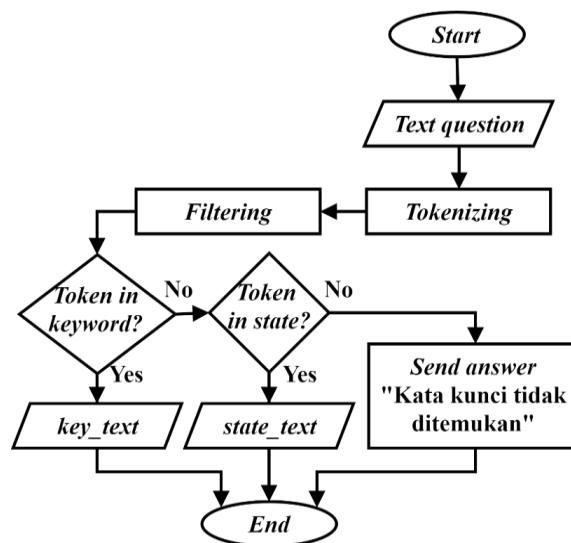 Start
Text question
Filtering
Tokenizing
Token in
keyword?
No
Token
in state?
No
Yes
Yes
Send answer
"Kata kunci tidak
ditemukan"
key_text
state_text
End